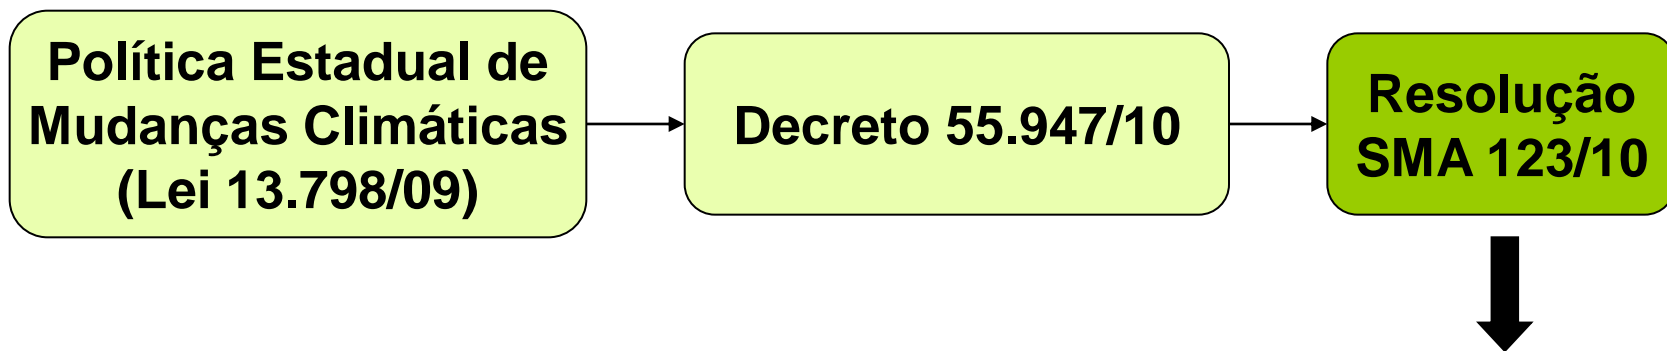 Política Estadual de
Mudanças Climáticas
(Lei 13.798/09)
Decreto 55.947/10
Resolução
SMA 123/10